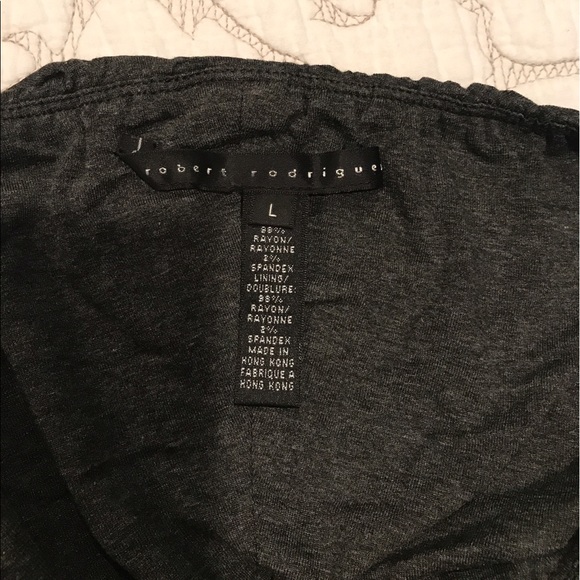 robert rodrigue
L
98%
RAYON/
RAYONNE
2%
SPANDEX
LINING/
DOUBLURE:
98%
RAYON/
RAYONNE
2%
SPANDEX
MADE IN
HONG KONG
FABRIQUE A
HONG KONG